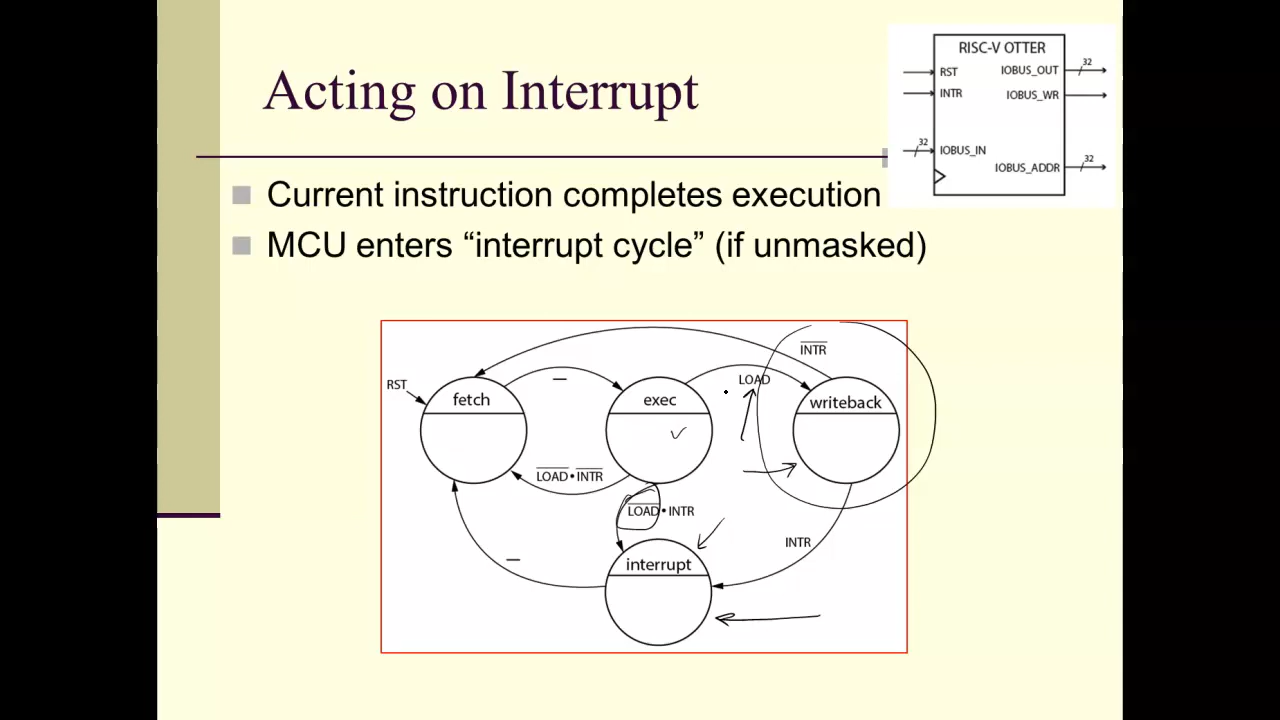 Acting on Interrupt
RISC-V OTTER
RST
IOBUS_OUT
32
INTR
IOBUS_WR
32
IOBUS_IN
IOBUS_ADDR
32
Current instruction completes execution
MCU enters “interrupt cycle” (if unmasked)
INTR
RST
fetch
—
exec
LOAD
writeback
LOAD•INTR
LOAD•INTR
INTR
—
interrupt